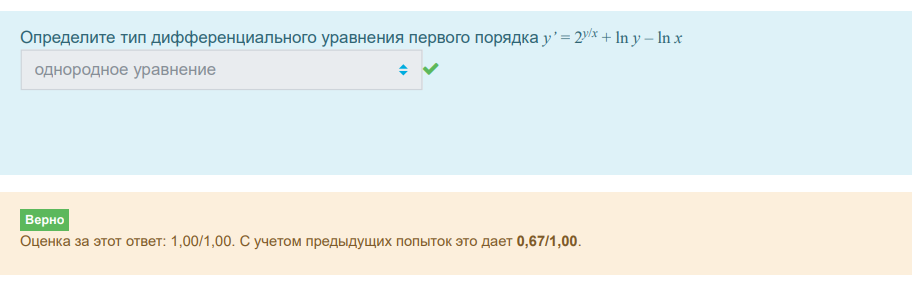 Определите тип дифференциального уравнения первого порядка y' = 2^{y/x} + ln y – ln x
однородное уравнение
Верно
Оценка за этот ответ: 1,00/1,00. С учетом предыдущих попыток это дает 0,67/1,00.